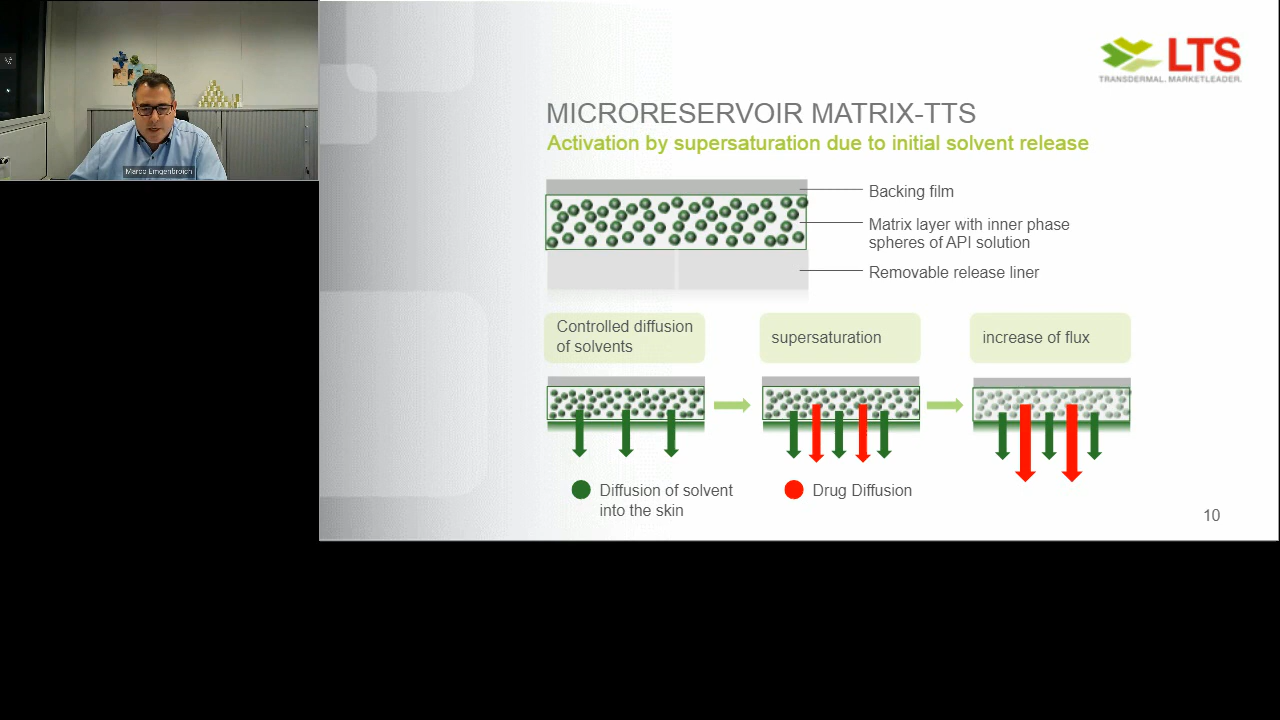 Marco Emgenbroich
LTS
TRANSDERMAL. MARKETLEADER.
MICRORESERVOIR MATRIX-TTS
Activation by supersaturation due to initial solvent release
Backing film
Matrix layer with inner phase
spheres of API solution
Removable release liner
Controlled diffusion
of solvents
supersaturation
increase of flux
Diffusion of solvent
into the skin
Drug Diffusion
10